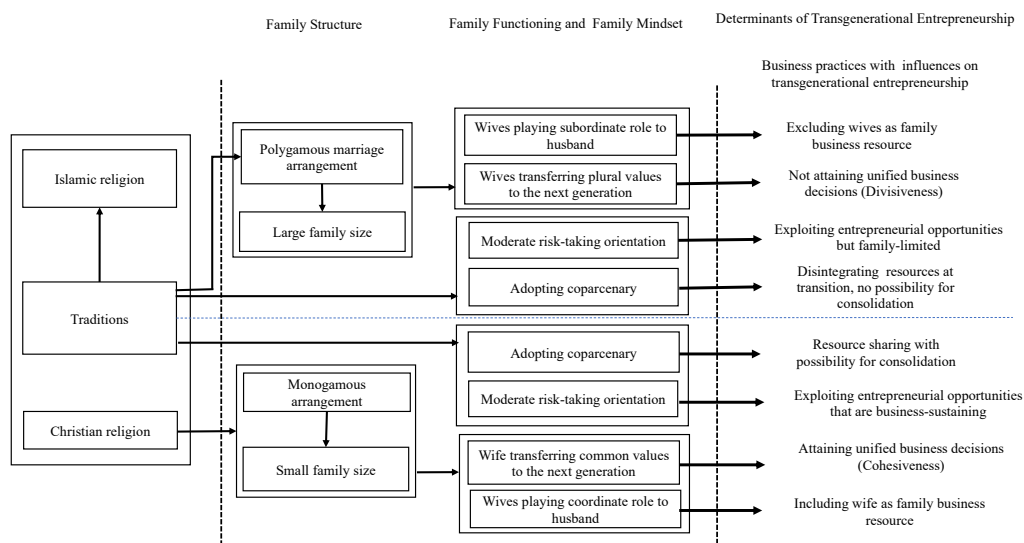 Family Structure
Family Functioning and Family Mindset
Determinants of Transgenerational Entrepreneurship
Business practices with influences on
transgenerational entrepreneurship
Islamic religion
Traditions
Christian religion
Polygamous marriage
arrangement
Large family size
Monogamous
arrangement
Small family size
Wives playing subordinate role to
husband
Wives transferring plural values
to the next generation
Moderate risk-taking orientation
Adopting coparcenary
Adopting coparcenary
Moderate risk-taking orientation
Wife transferring common values
to the next generation
Wives playing coordinate role to
husband
Excluding wives as family
business resource
Not attaining unified business
decisions (Divisiveness)
Exploiting entrepreneurial opportunities
but family-limited
Disintegrating resources at
transition, no possibility for
consolidation
Resource sharing with
possibility for consolidation
Exploiting entrepreneurial opportunities
that are business-sustaining
Attaining unified business decisions
(Cohesiveness)
Including wife as family business
resource